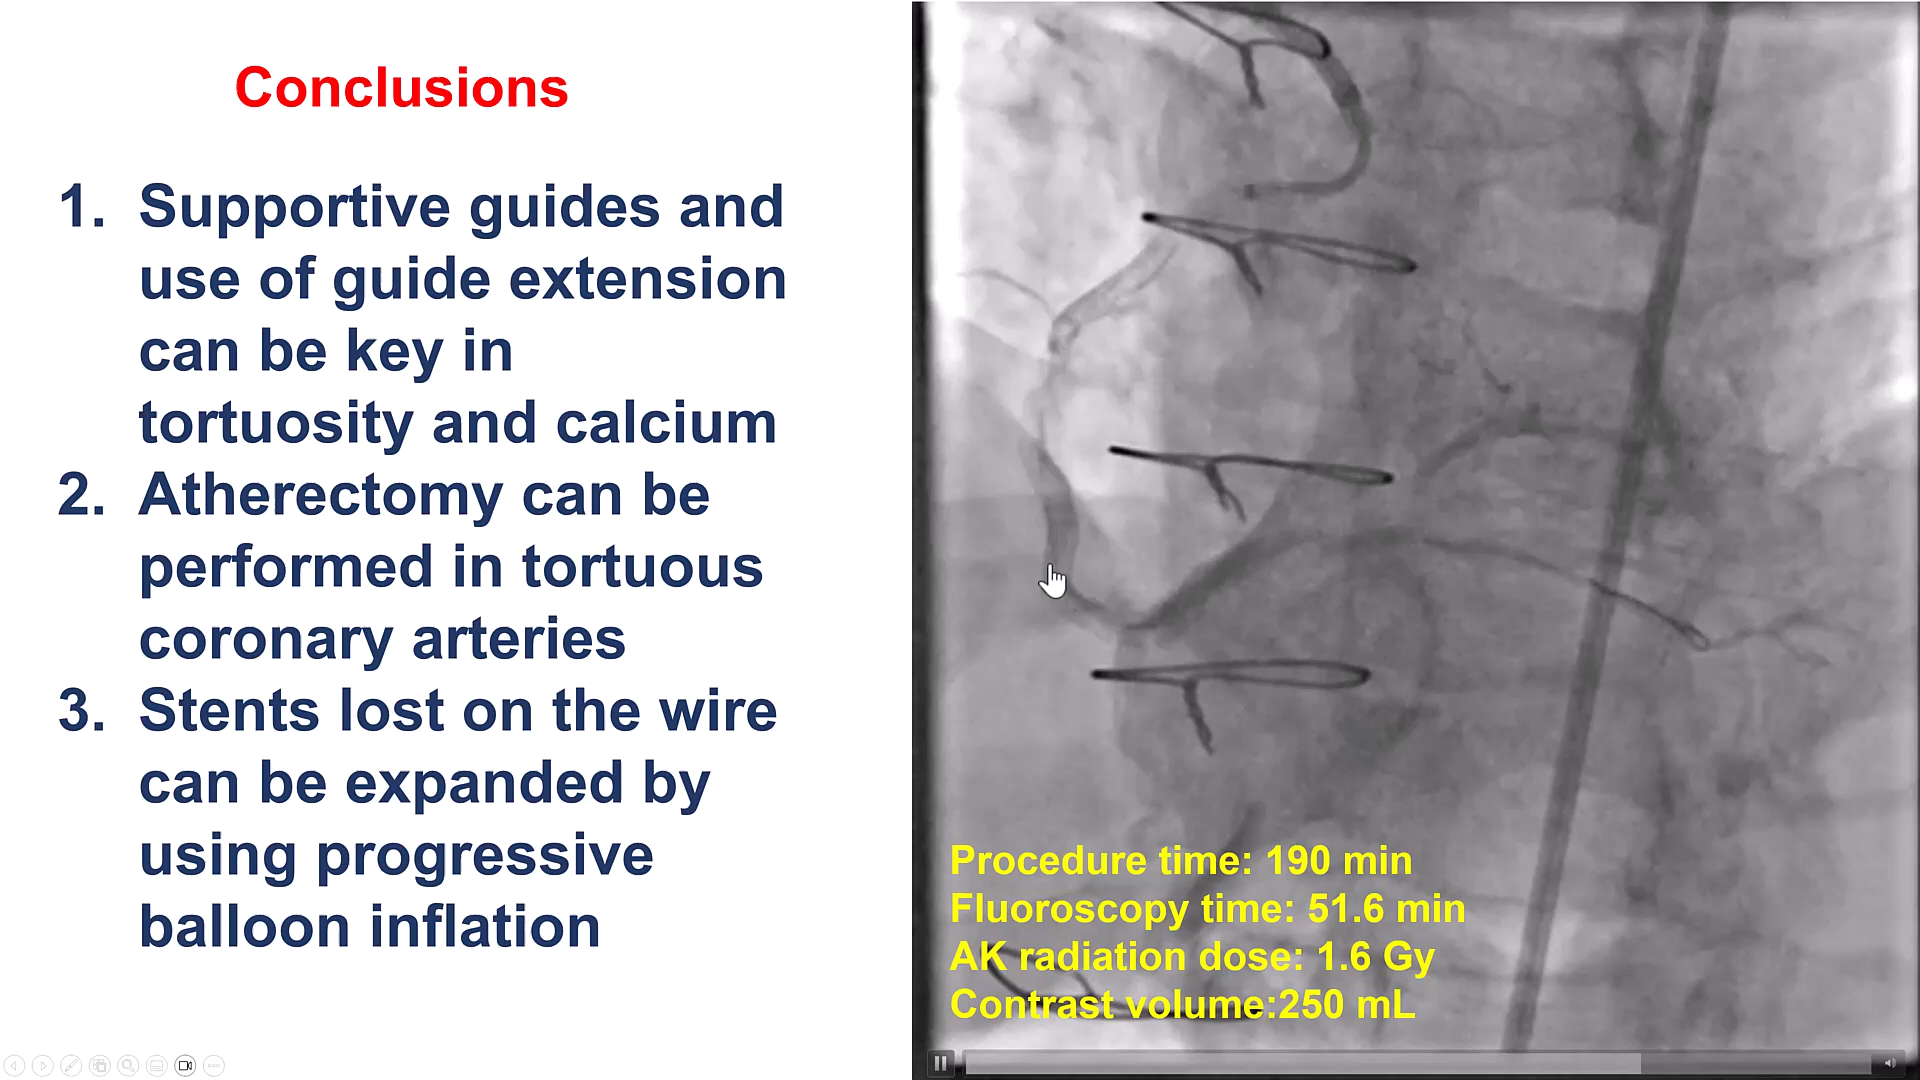 Conclusions
1. Supportive guides and
use of guide extension
can be key in
tortuosity and calcium
2. Atherectomy can be
performed in tortuous
coronary arteries
3. Stents lost on the wire
can be expanded by
using progressive
balloon inflation
Procedure time: 190 min
Fluoroscopy time: 51.6 min
AK radiation dose: 1.6 Gy
Contrast volume:250 mL